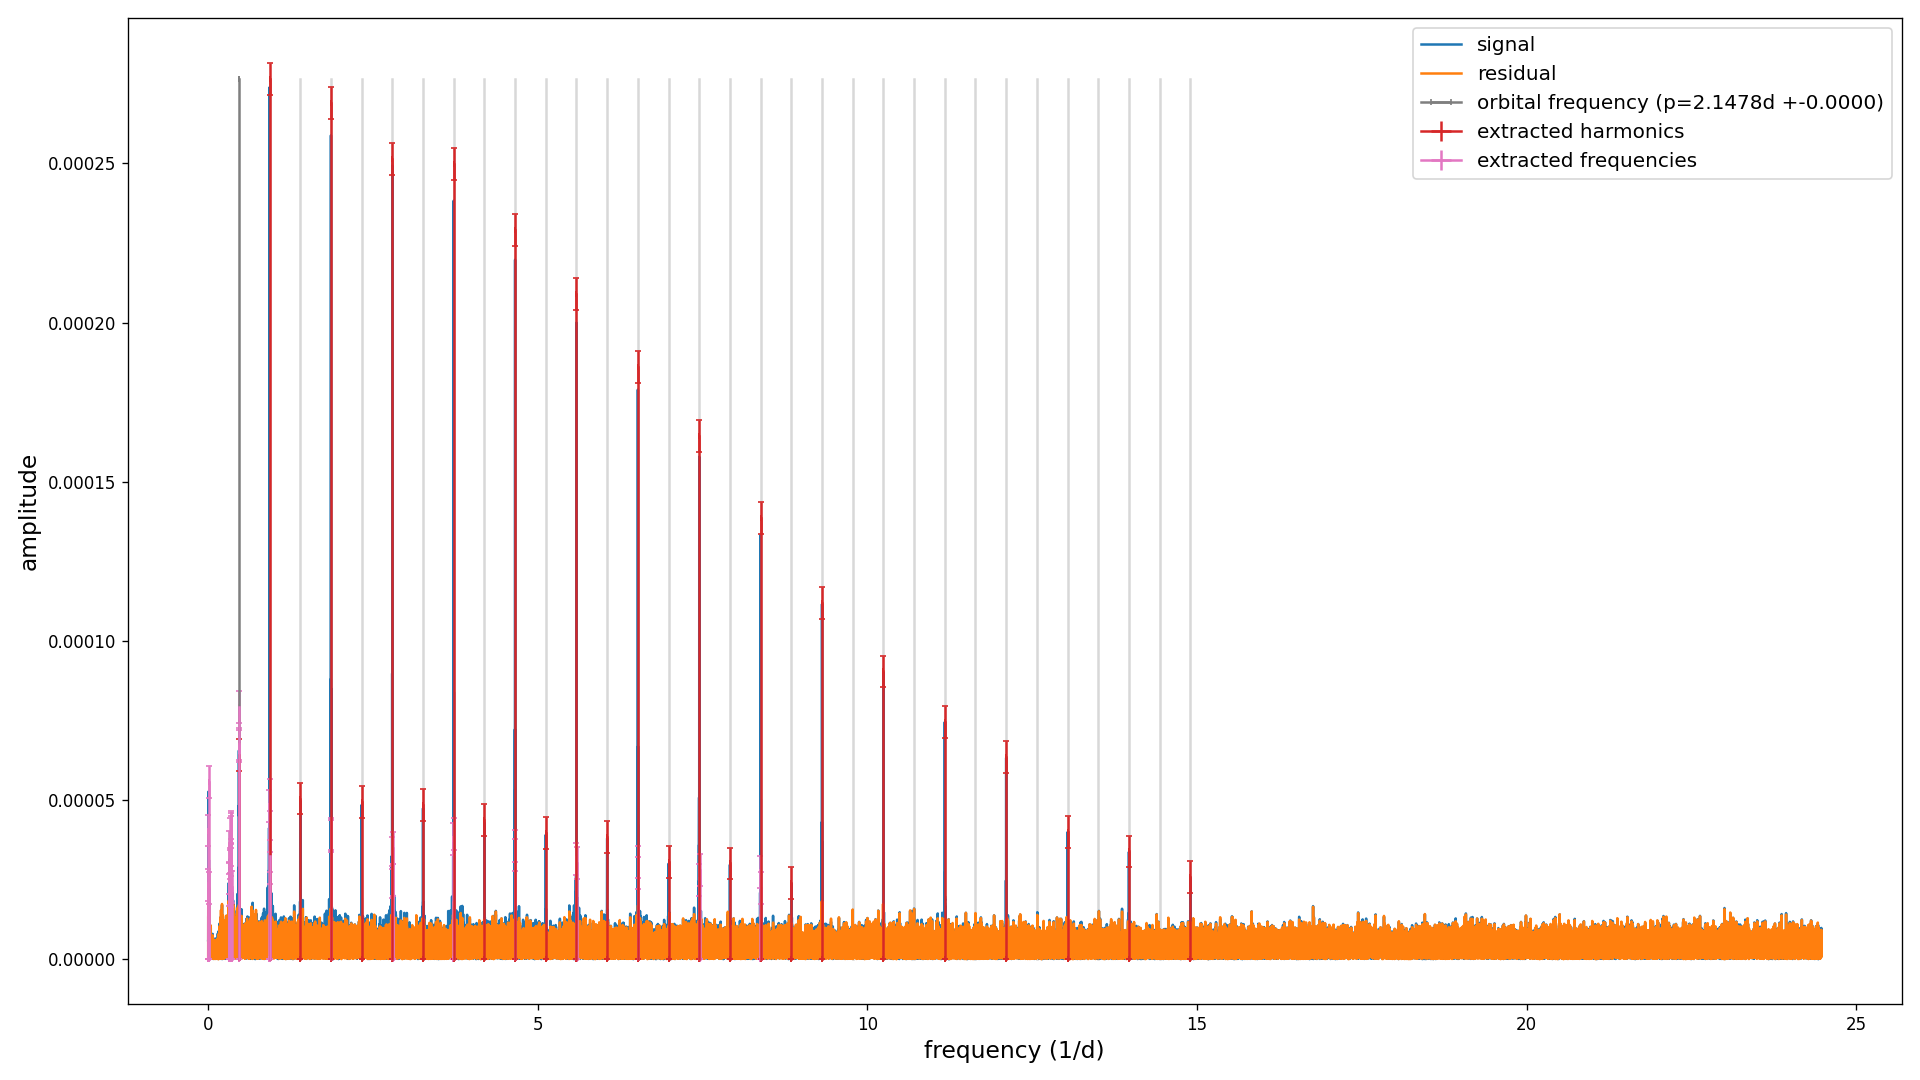 signal
residual
orbital frequency (p=2.1478d +-0.0000)
extracted harmonics
extracted frequencies
amplitude
0.00025
0.00020
0.00015
0.00010
0.00005
0.00000
0 5 10 15 20 25
frequency (1/d)